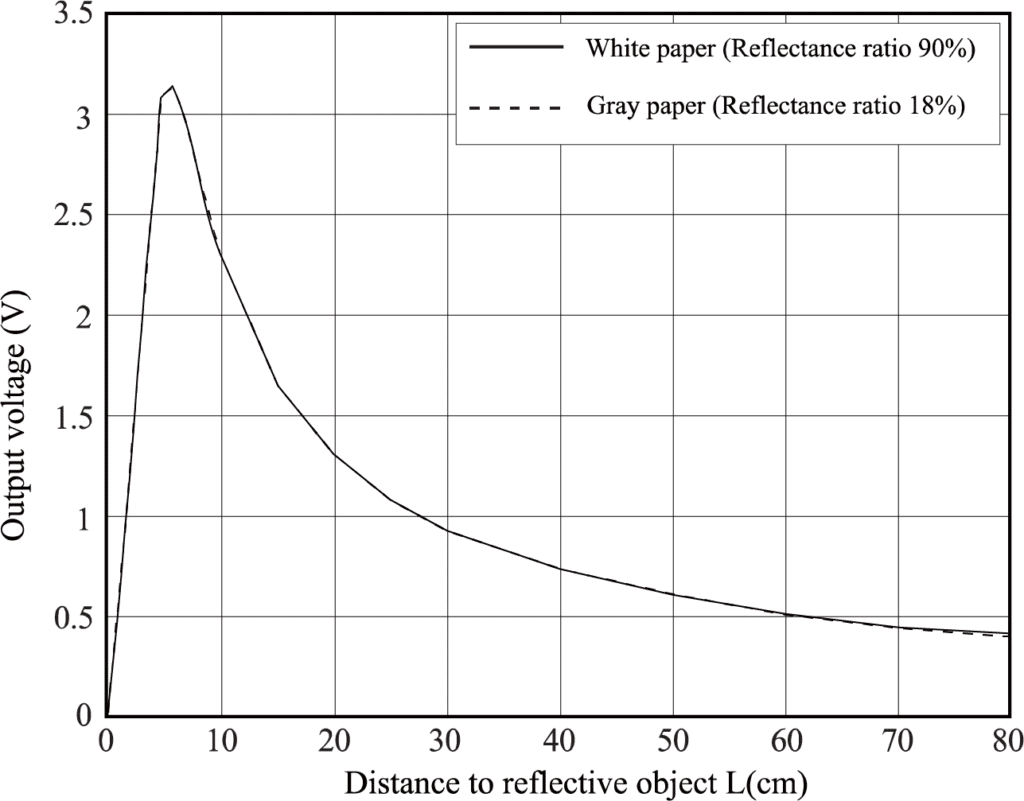 3.5
3
2.5
2
1.5
1
0.5
0
Output voltage (V)
White paper (Reflectance ratio 90%)
Gray paper (Reflectance ratio 18%)
0 10 20 30 40 50 60 70 80
Distance to reflective object L(cm)